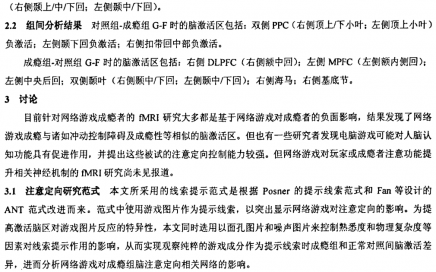 (右侧颞上/中/下回；左侧颞中/下回)。
2.2 组间分析结果 对照组-成瘾组 G-F 时的脑激活区包括：双侧 PPC (右侧顶上/下小叶；左侧顶上小叶)
负激活；左侧颞下回负激活；右侧扣带回中部负激活。
成瘾组-对照组 G-F 时的脑激活区包括：右侧 DLPFC (右侧额中回)；左侧 MPFC (左侧额内侧回)；
左侧中央后回；双侧颞叶 (右侧颞中/下回；左侧颞中/下回)；右侧海马；右侧基底节。
3 讨论
目前针对网络游戏成瘾者的 fMRI 研究大多都是基于网络游戏对成瘾者的负面影响，结果发现了网络
游戏成瘾与诸如冲动控制障碍及成瘾性等相似的脑激活区。但也有一些研究者发现电脑游戏可能对人脑认
知功能具有促进作用，并提出这些被试的注意定向控制能力较强。但网络游戏对玩家或成瘾者注意功能提
升相关神经机制的 fMRI 研究尚未见报道。
3.1 注意定向研究范式 本文所采用的线索提示范式是根据 Posner 的提示线索范式和 Fan 等设计的
ANT 范式改进而来。范式中使用游戏图片作为提示线索，以突出显示网络游戏对注意定向的影响。为提
高激活脑区对游戏图片反应的特异性，本文同时选用以面孔图片和噪声图片来控制熟悉度和物理复杂度等
因素对线索提示作用的影响，从而实现观察纯粹的游戏成分作为提示线索时成瘾组和正常对照间脑激活差
异，进而分析网络游戏对成瘾组脑注意定向相关网络的影响。